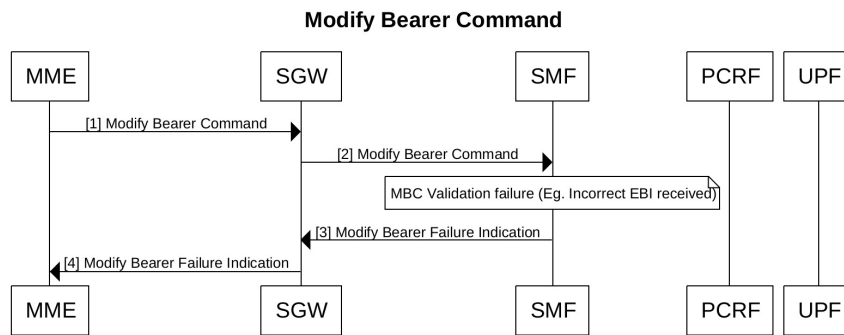 Modify Bearer Command
MME SGW SMF PCRF UPF
[1] Modify Bearer Command
[2] Modify Bearer Command
MBC Validation failure (Eg. Incorrect EBI received)
[3] Modify Bearer Failure Indication
[4] Modify Bearer Failure Indication
MME SGW SMF PCRF UPF